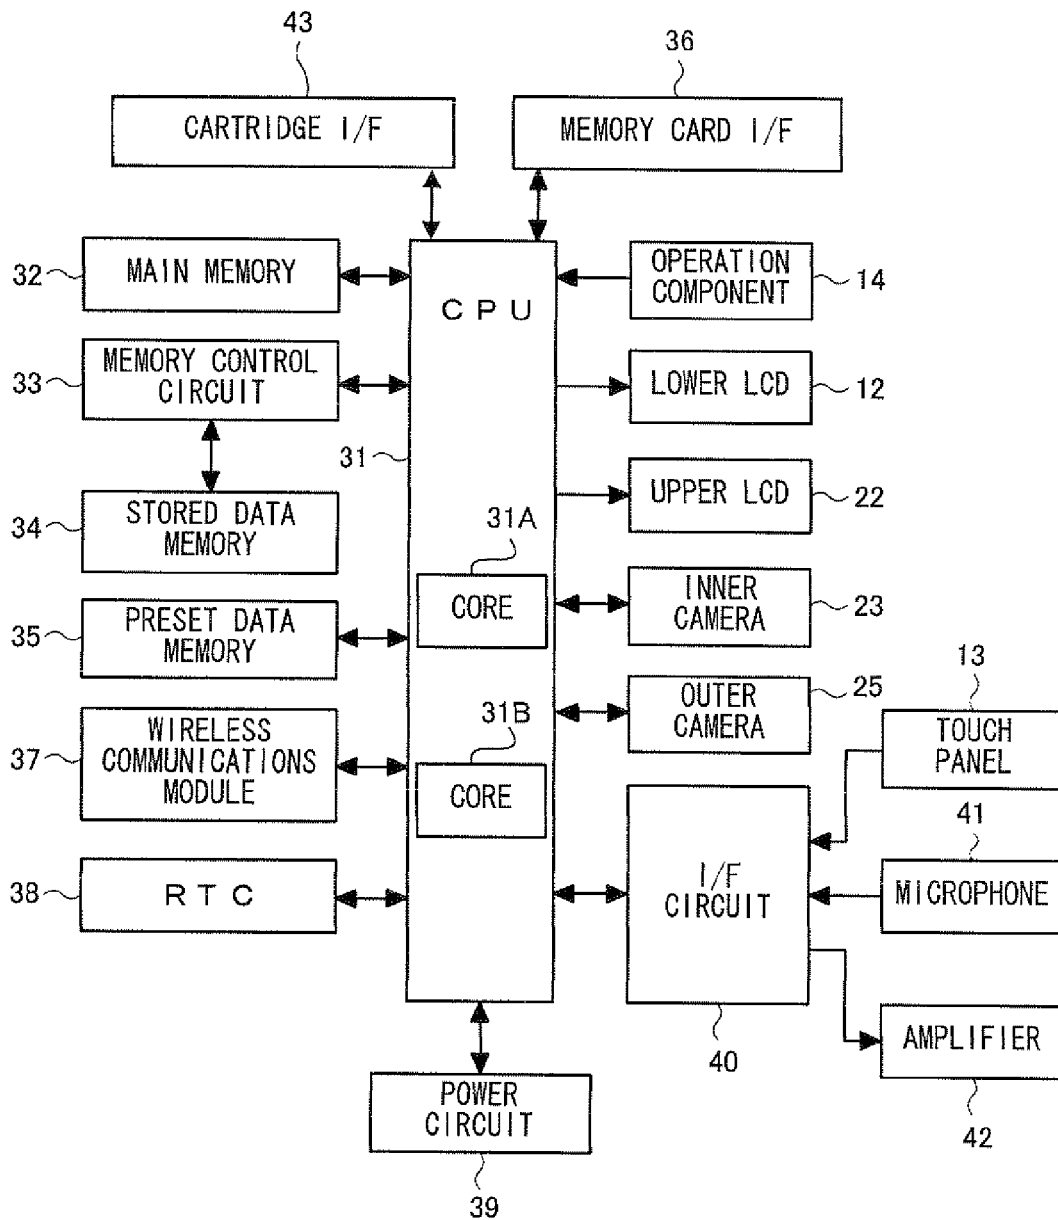 43
36
CARTRIDGE I/F
MEMORY CARD I/F
32
MAIN MEMORY
CPU
OPERATION
COMPONENT
14
33
MEMORY CONTROL
CIRCUIT
LOWER LCD
12
31
34
STORED DATA
MEMORY
UPPER LCD
22
31A
CORE
INNER
CAMERA
23
35
PRESET DATA
MEMORY
31B
CORE
OUTER
CAMERA
25
13
TOUCH
PANEL
37
WIRELESS
COMMUNICATIONS
MODULE
41
MICROPHONE
38
RTC
I/F
CIRCUIT
40
AMPLIFIER
42
POWER
CIRCUIT
39